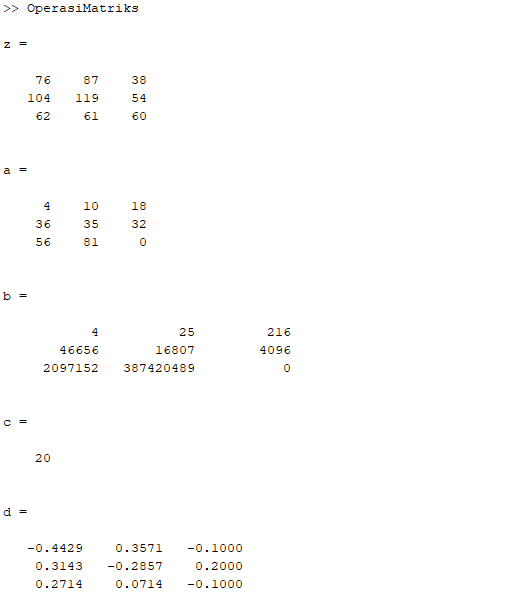 >> OperasiMatriks
z =
76 87 38
104 119 54
62 61 60
a =
4 10 18
36 35 32
56 81 0
b =
4 25 216
46656 16807 4096
2097152 387420489 0
c =
20
d =
-0.4429 0.3571 -0.1000
0.3143 -0.2857 0.2000
0.2714 0.0714 -0.1000